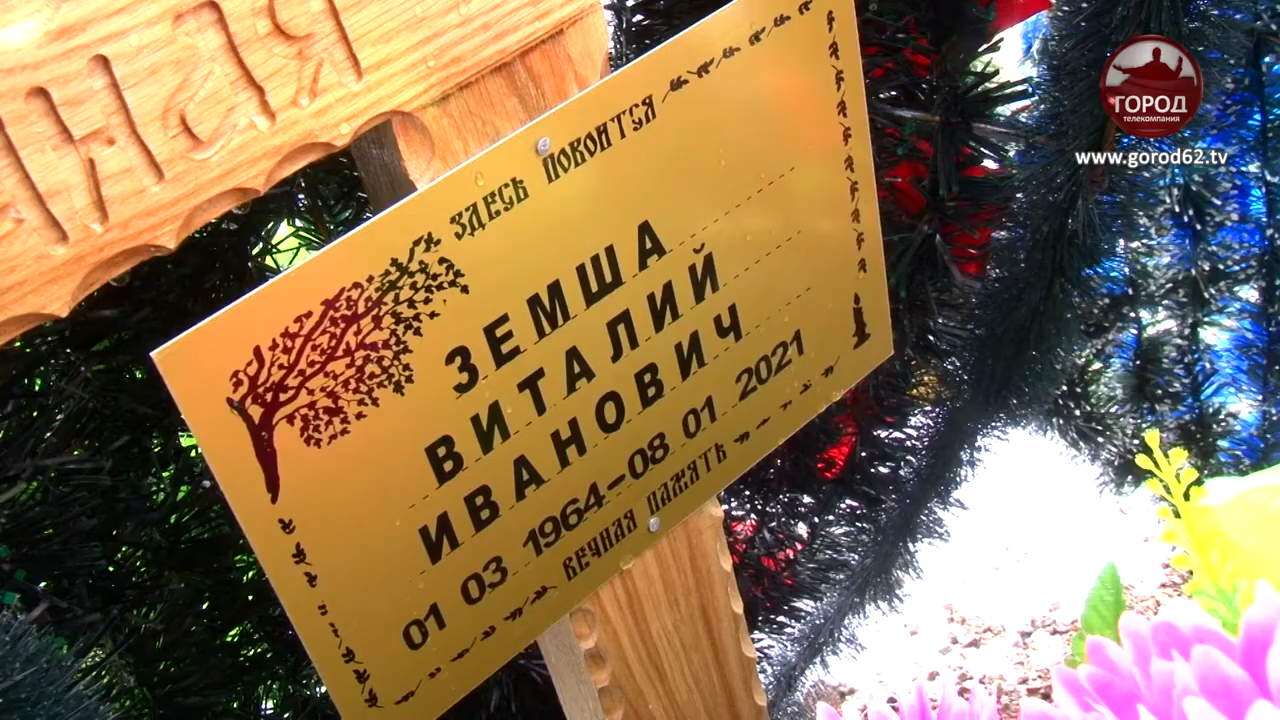 ЗДЕСЬ ПОКОИТСЯ
ЗЕМША
ВИТАЛИЙ
ИВАНОВИЧ
01 03 1964-08 01 2021
ВЕЧНАЯ ПАМЯТЬ
ГОРОД
телекомпания
www.gorod62.tv